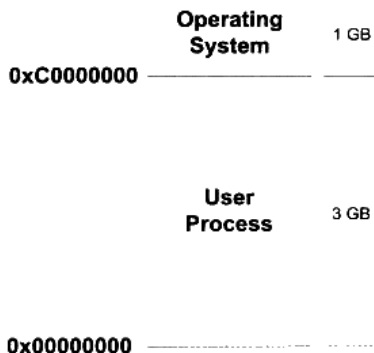 Operating
System
1 GB
0xC0000000
User
Process
3 GB
0x00000000